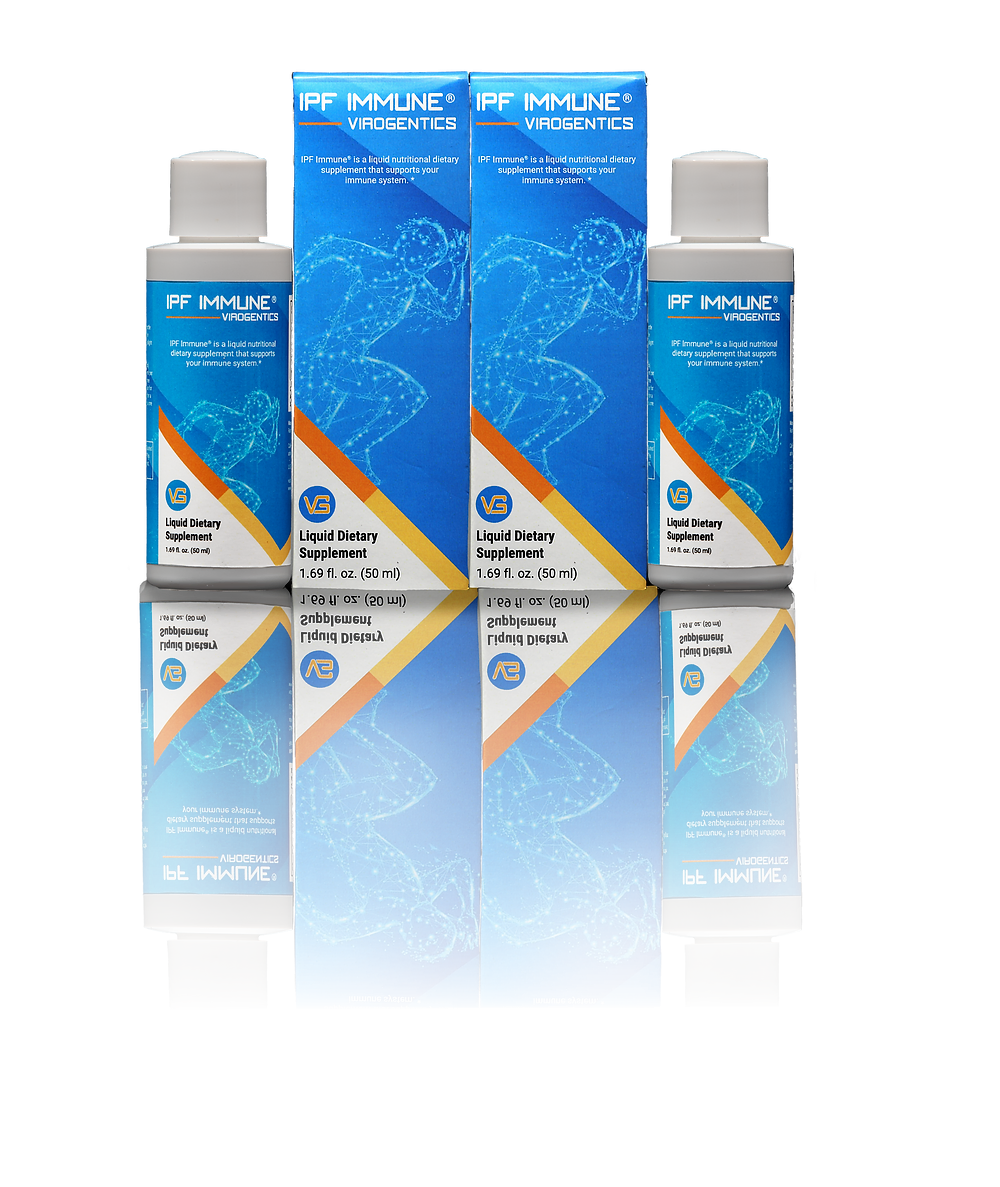 IPF IMMUNE®
VIROGENTICS
IPF Immune® is a liquid nutritional
dietary supplement that supports
your immune system.*
VG
Liquid Dietary
Supplement
1.69 fl. oz. (50 ml)
IPF IMMUNE®
VIROGENTICS
IPF Immune® is a liquid nutritional dietary
supplement that supports your
immune system. *
VG
Liquid Dietary
Supplement
1.69 fl. oz. (50 ml)
IPF IMMUNE®
VIROGENTICS
IPF Immune® is a liquid nutritional dietary
supplement that supports your
immune system. *
VG
Liquid Dietary
Supplement
1.69 fl. oz. (50 ml)
IPF IMMUNE®
VIROGENTICS
IPF Immune® is a liquid nutritional
dietary supplement that supports
your immune system.*
VG
Liquid Dietary
Supplement
1.69 fl. oz. (50 ml)